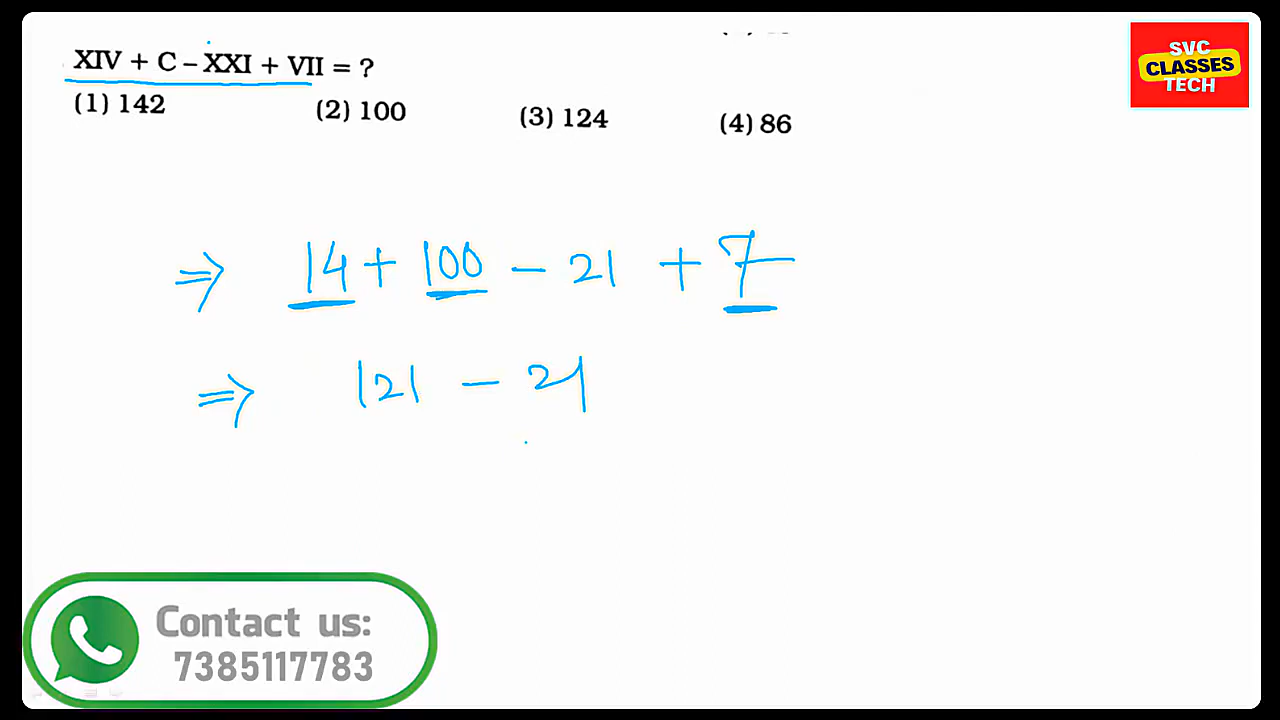 XIV + C – XXI + VII = ?
(1) 142 (2) 100 (3) 124 (4) 86
SVC
CLASSES
TECH
⇒ 14 + 100 – 21 + 7
⇒ 121 – 21
Contact us:
7385117783